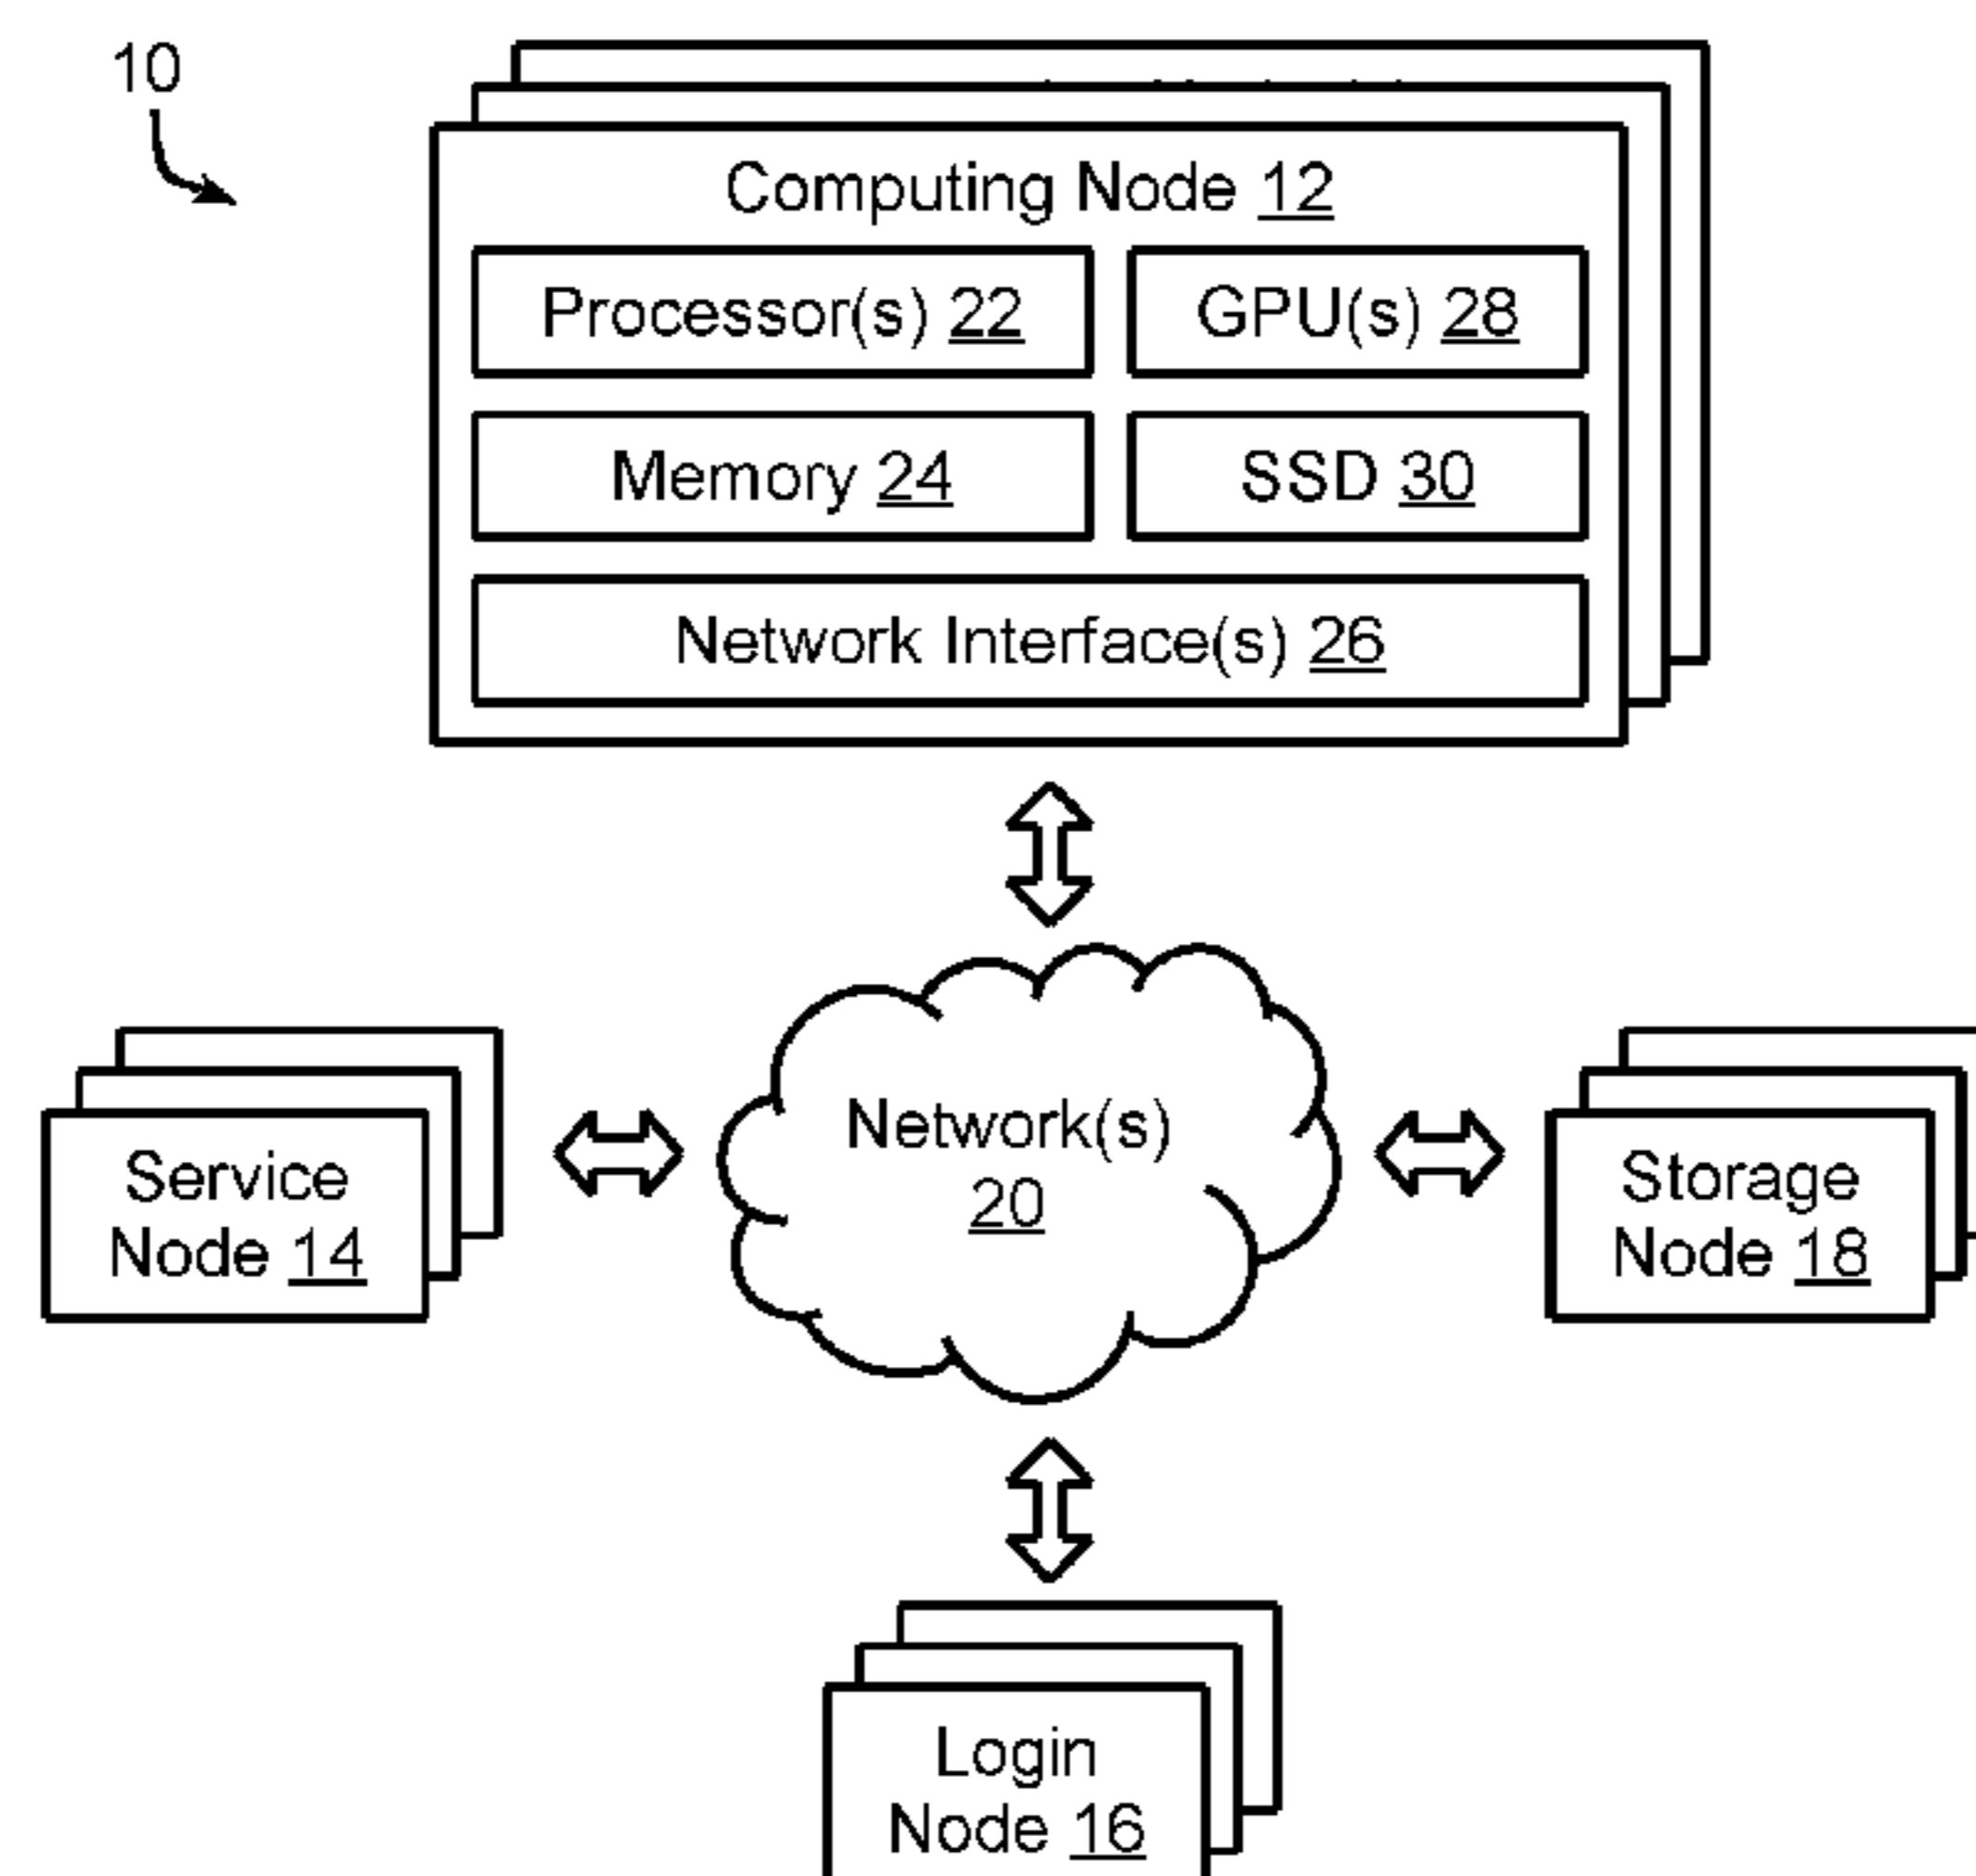 10
Computing Node 12
Processor(s) 22
GPU(s) 28
Memory 24
SSD 30
Network Interface(s) 26
Network(s)
20
Service
Node 14
Storage
Node 18
Login
Node 16